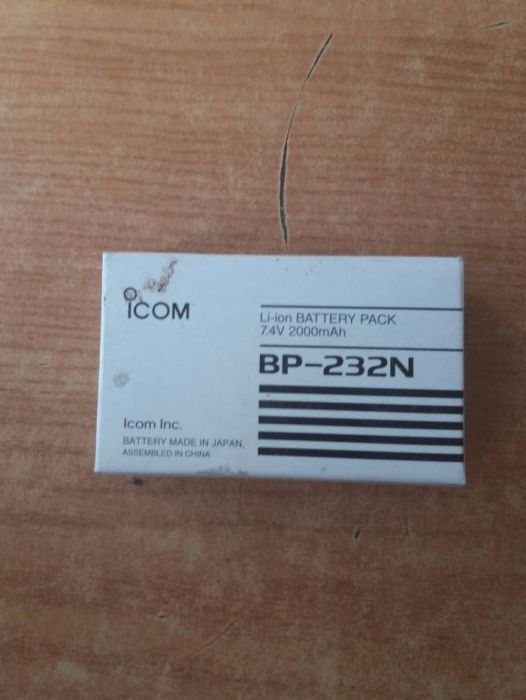 ICOM
Li-ion BATTERY PACK
7.4V 2000mAh
BP-232N
Icom Inc.
BATTERY MADE IN JAPAN,
ASSEMBLED IN CHINA